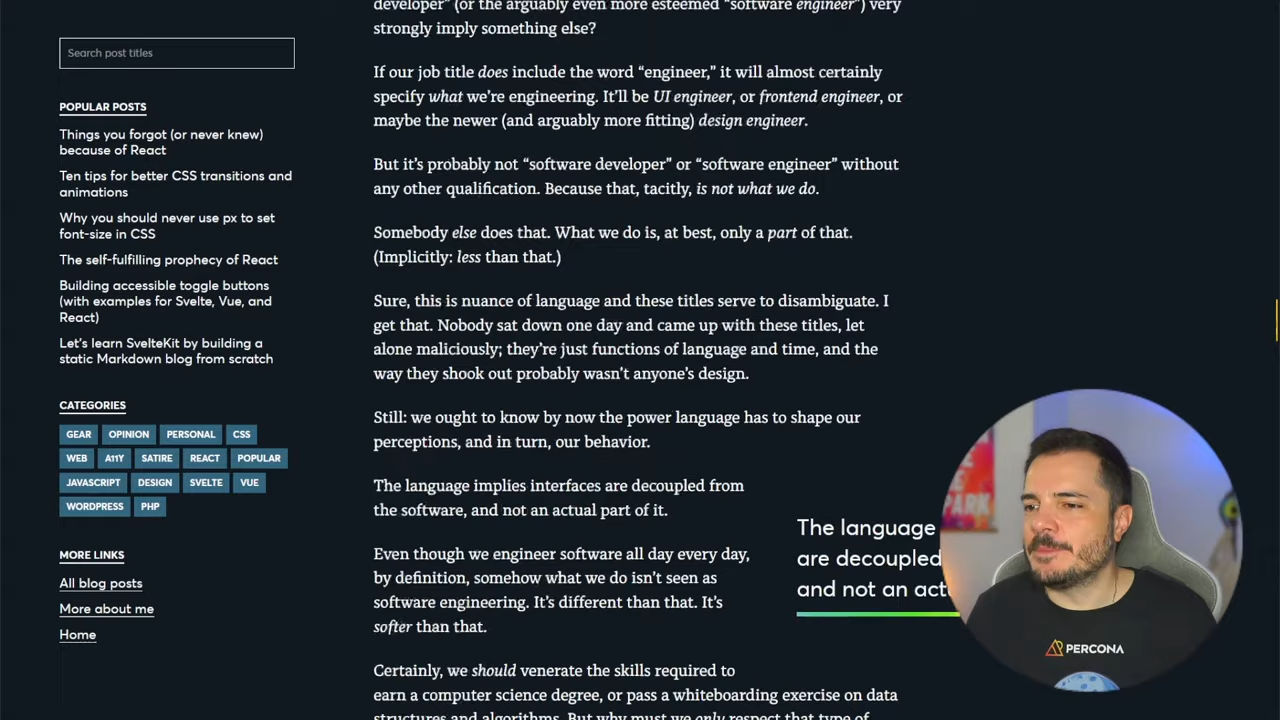 Search post titles
POPULAR POSTS
Things you forgot (or never knew)
because of React
Ten tips for better CSS transitions and
animations
Why you should never use px to set
font-size in CSS
The self-fulfilling prophecy of React
Building accessible toggle buttons
(with examples for Svelte, Vue, and
React)
Let's learn SvelteKit by building a
static Markdown blog from scratch
CATEGORIES
GEAR OPINION PERSONAL CSS
WEB A11Y SATIRE REACT POPULAR
JAVASCRIPT DESIGN SVELTE VUE
WORDPRESS PHP
MORE LINKS
All blog posts
More about me
Home
developer” (or the arguably even more esteemed “software engineer”) very
strongly imply something else?
If our job title does include the word “engineer,” it will almost certainly
specify what we’re engineering. It’ll be UI engineer, or frontend engineer, or
maybe the newer (and arguably more fitting) design engineer.
But it’s probably not “software developer” or “software engineer” without
any other qualification. Because that, tacitly, is not what we do.
Somebody else does that. What we do is, at best, only a part of that.
(Implicitly: less than that.)
Sure, this is nuance of language and these titles serve to disambiguate. I
get that. Nobody sat down one day and came up with these titles, let
alone maliciously; they’re just functions of language and time, and the
way they shook out probably wasn’t anyone’s design.
Still: we ought to know by now the power language has to shape our
perceptions, and in turn, our behavior.
The language implies interfaces are decoupled from
the software, and not an actual part of it.
Even though we engineer software all day every day,
by definition, somehow what we do isn’t seen as
software engineering. It’s different than that. It’s
softer than that.
Certainly, we should venerate the skills required to
earn a computer science degree, or pass a whiteboarding exercise on data
structures and algorithms. But why must we only respect that type of
The language
are decoupled
and not an act
PARK
PERCONA